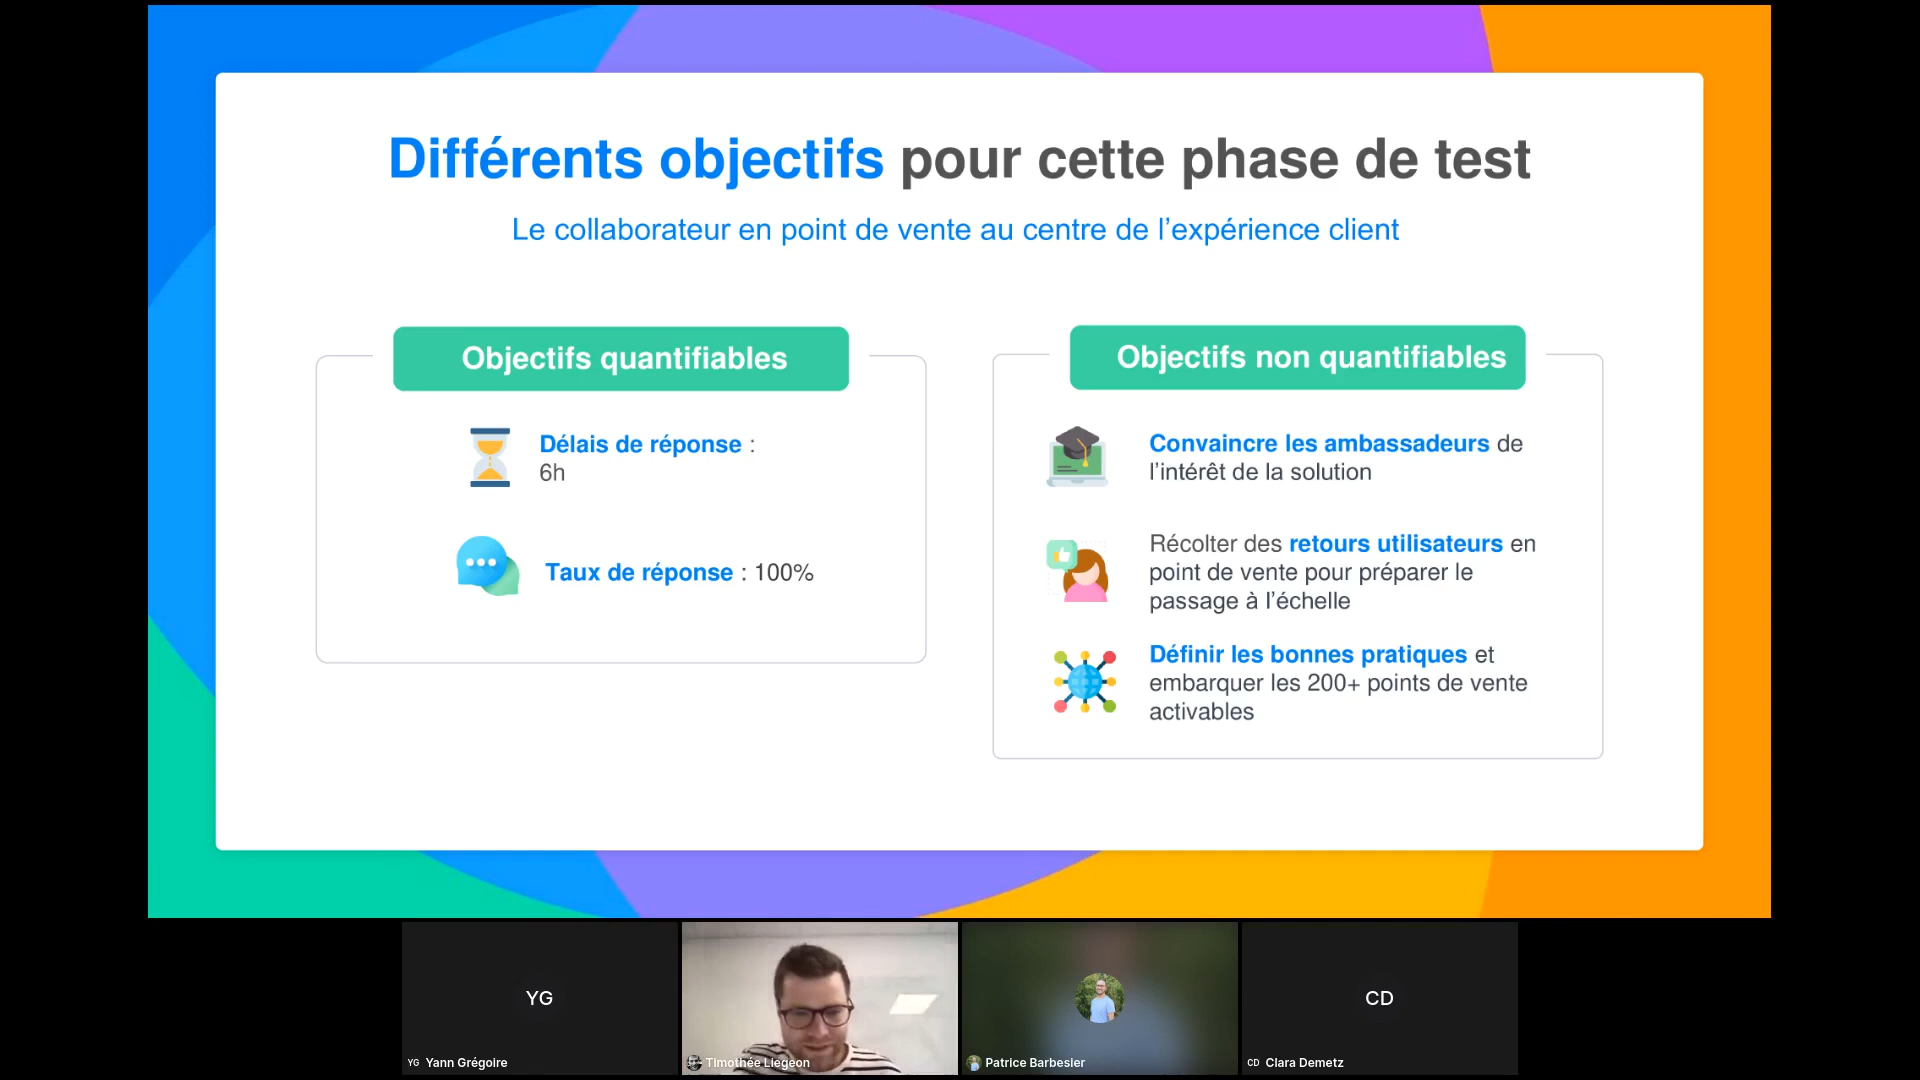 Différents objectifs pour cette phase de test
Le collaborateur en point de vente au centre de l’expérience client
Objectifs quantifiables
Délais de réponse :
6h
Taux de réponse : 100%
Objectifs non quantifiables
Convaincre les ambassadeurs de
l’intérêt de la solution
Récolter des retours utilisateurs en
point de vente pour préparer le
passage à l’échelle
Définir les bonnes pratiques et
embarquer les 200+ points de vente
activables
YG
YG Yann Grégoire
Timothée Liegeon
Patrice Barbesier
CD
CD Clara Demetz